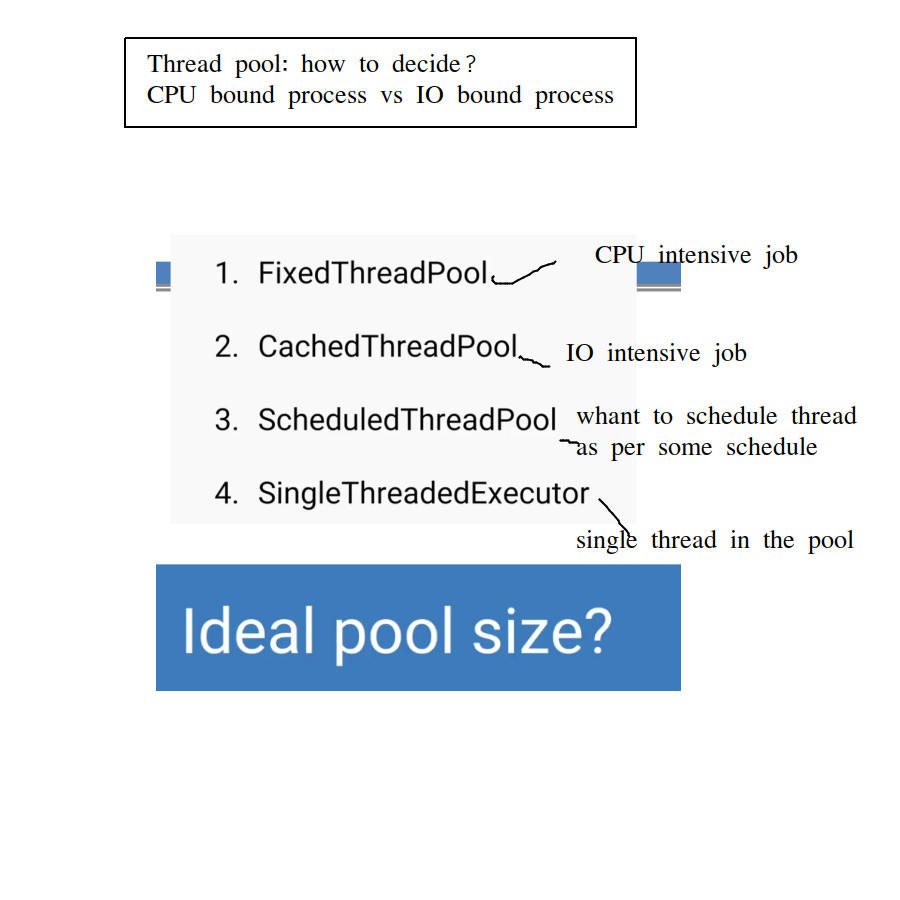 Thread pool: how to decide?
CPU bound process vs IO bound process
1. FixedThreadPool
CPU intensive job
2. CachedThreadPool
IO intensive job
3. ScheduledThreadPool
whant to schedule thread
as per some schedule
4. SingleThreadedExecutor
single thread in the pool
Ideal pool size?